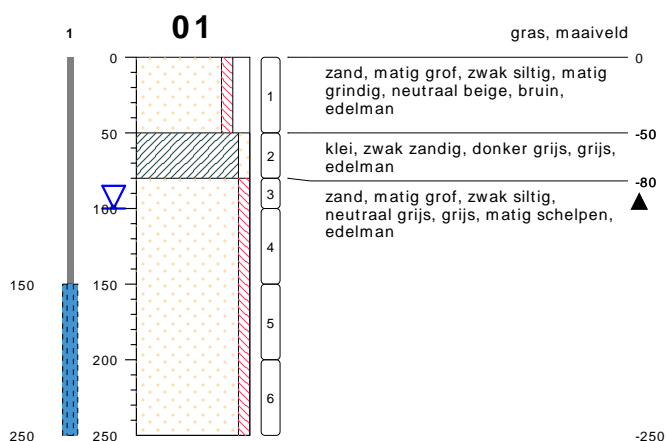 1
01
gras, maaiveld
0
0
zand, matig grof, zwak siltig, matig
grindig, neutraal beige, bruin,
edelman
1
50
-50
klei, zwak zandig, donker grijs, grijs,
edelman
2
-80
zand, matig grof, zwak siltig,
neutraal grijs, grijs, matig schelpen,
edelman
3
100
4
150
150
5
200
6
250
250
-250